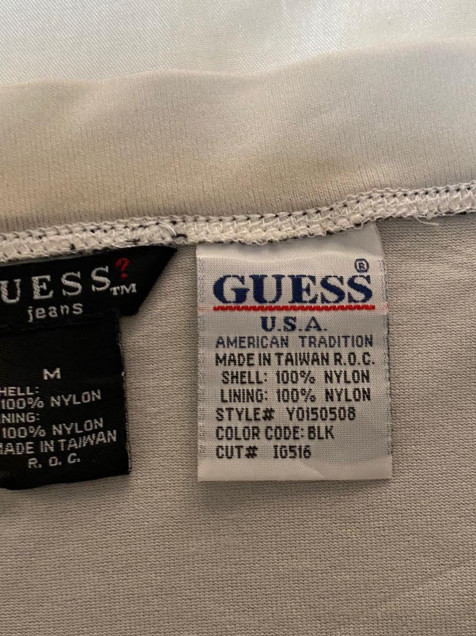 UESS?™
jeans
M
HELL:
100% NYLON
NING:
100% NYLON
MADE IN TAIWAN
R.O.C.
GUESS®
U.S.A.
AMERICAN TRADITION
MADE IN TAIWAN R.O.C.
SHELL: 100% NYLON
LINING: 100% NYLON
STYLE# Y0150508
COLOR CODE: BLK
CUT# I0516